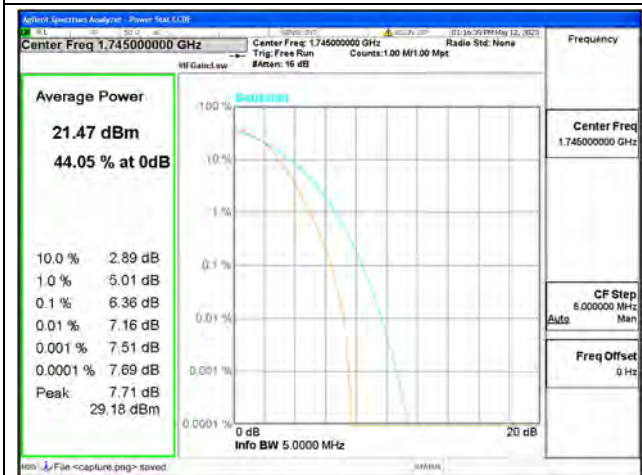 Agilent Spectrum Analyzer - Power Stat CCDF
Center Freq 1.745000000 GHz
Center Freq: 1.745000000 GHz
Trig: Free Run
Counts:1.00 M/1.00 Mpt
#IFGain:Low
#Atten: 16 dB
01:16:39 PM May 12, 2023
Radio Std: None
Frequency
Average Power
21.47 dBm
44.05 % at 0dB
10.0 % 2.89 dB
1.0 % 5.01 dB
0.1 % 6.36 dB
0.01 % 7.16 dB
0.001 % 7.51 dB
0.0001 % 7.69 dB
Peak 7.71 dB
29.18 dBm
Gaussian
100 %
10 %
1 %
0.1 %
0.01 %
0.001 %
0.0001 %
0 dB
20 dB
Info BW 5.0000 MHz
Center Freq
1.745000000 GHz
CF Step
5.000000 MHz
Auto Man
Freq Offset
0 Hz
MSG File <capture.png> saved
STATUS